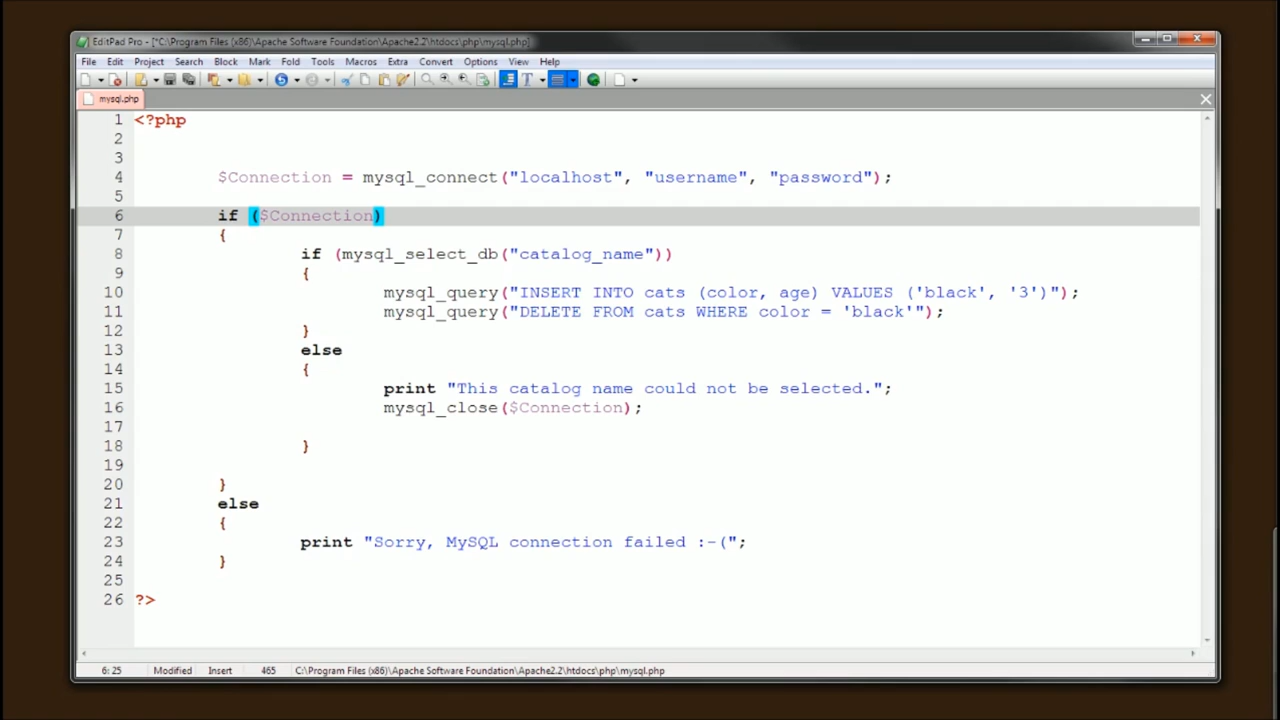 EditPad Pro - [*C:\Program Files (x86)\Apache Software Foundation\Apache2.2\htdocs\php\mysql.php]
File Edit Project Search Block Mark Fold Tools Macros Extra Convert Options View Help
mysql.php
1 <?php
2
3
4 $Connection = mysql_connect("localhost", "username", "password");
5
6 if ($Connection)
7 {
8 if (mysql_select_db("catalog_name"))
9 {
10 mysql_query("INSERT INTO cats (color, age) VALUES ('black', '3')");
11 mysql_query("DELETE FROM cats WHERE color = 'black'");
12 }
13 else
14 {
15 print "This catalog name could not be selected.";
16 mysql_close($Connection);
17
18 }
19
20 }
21 else
22 {
23 print "Sorry, MySQL connection failed :-(";
24 }
25
26 ?>
6: 25 Modified Insert 465 C:\Program Files (x86)\Apache Software Foundation\Apache2.2\htdocs\php\mysql.php